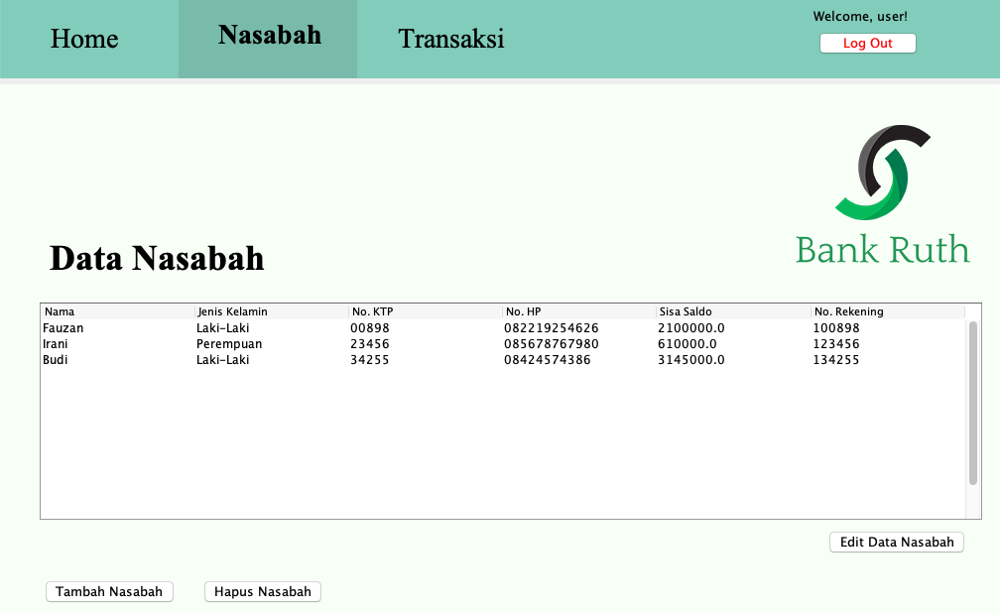 Welcome, user!
Home Nasabah Transaksi
Log Out
Bank Ruth
Data Nasabah
Nama Jenis Kelamin No. KTP No. HP Sisa Saldo No. Rekening
Fauzan Laki-Laki 00898 082219254626 2100000.0 100898
Irani Perempuan 23456 085678767980 610000.0 123456
Budi Laki-Laki 34255 08424574386 3145000.0 134255
Edit Data Nasabah
Tambah Nasabah Hapus Nasabah